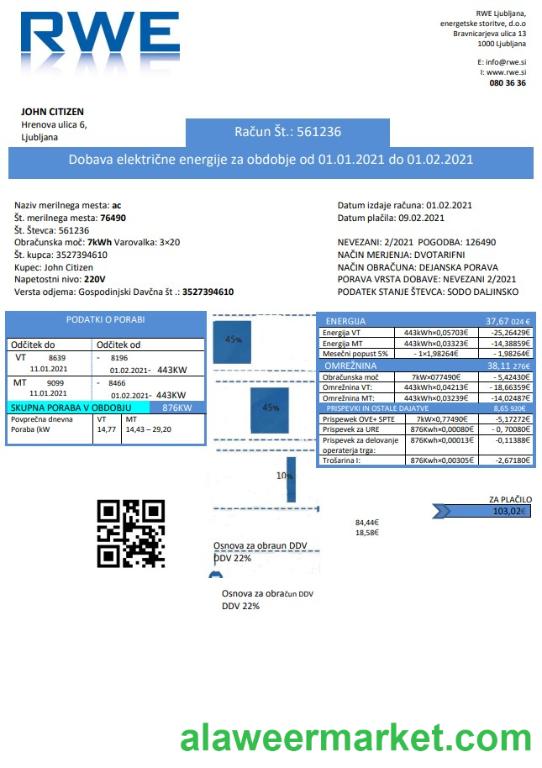 RWE
RWE Ljubljana,
energetske storitve, d.o.o
Bravnicarjeva ulica 13
1000 Ljubljana
E: info@rwe.si
I: www.rwe.si
080 36 36
JOHN CITIZEN
Hrenova ulica 6,
Ljubljana
Račun Št.: 561236
Dobava električne energije za obdobje od 01.01.2021 do 01.02.2021
Naziv merilnega mesta: ac
Št. merilnega mesta: 76490
Št. Števca: 561236
Obračunska moč: 7kWh Varovalka: 3×20
Št. kupca: 3527394610
Kupec: John Citizen
Napetostni nivo: 220V
Versta odjema: Gospodinjski Davčna št .: 3527394610
Datum izdaje računa: 01.02.2021
Datum plačila: 09.02.2021
NEVEZANI: 2/2021 POGODBA: 126490
NAČIN MERJENJA: DVOTARIFNI
NAČIN OBRAČUNA: DEJANSKA PORAVA
PORAVA VRSTA DOBAVE: NEVEZANI 2/2021
PODATEK STANJE ŠTEVCA: SODO DALJINSKO
PODATKI O PORABI
Odčitek do Odčitek od
VT 8639 - 8196
11.01.2021 01.02.2021- 443KW
MT 9099 - 8466
11.01.2021 01.02.2021- 443KW
SKUPNA PORABA V OBDOBJU 876KW
Poprečna dnevna VT MT
Poraba (kW 14,77 14,43 – 29,20
45%
45%
10%
ENERGIJA 37,67 024 €
Energija VT 443kWh×0,05703€ -25,26429€
Energija MT 443kWh×0,03323€ -14,38859€
Mesečni popust 5% - 1×1,98264€ - 1,98264€
OMREŽNINA 38,11 276€
Obračunska moč 7kW×077490€ - 5,42430€
Omrežnina VT: 443kWh×0,04213€ - 18,66359€
Omrežnina MT: 443kWh×0,03239€ -14,02487€
PRISPEVKI IN OSTALE DAJATVE 8,65 920€
Prispewek OVE+ SPTE 7kW×0,77490€ -5,17272€
Prispevek za URE 876Kwh×0,00080€ - 0,70080€
Prispevek za delovanje 876Kwh×0,00013€ -0,11388€
operaterja trga:
Trošarina I: 876Kwh×0,00305€ -2,67180€
ZA PLAČILO
103,02€
84,44€
18,58€
Osnova za obraun DDV
DDV 22%
Osnova za obračun DDV
DDV 22%
alaweermarket.com